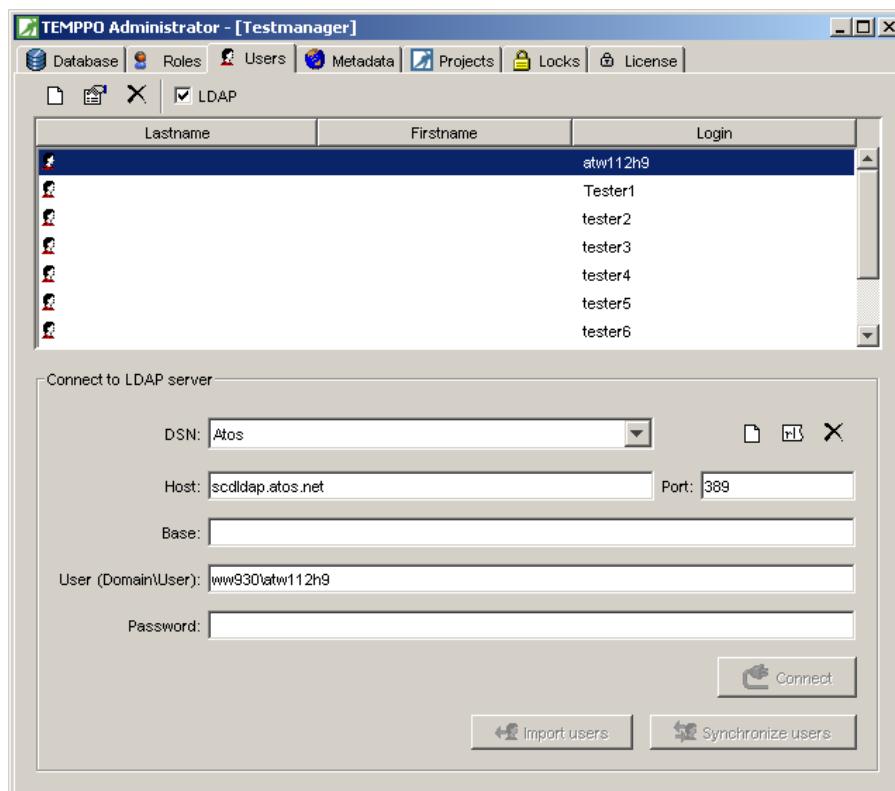 TEMPPO Administrator - [Testmanager]
Database Roles Users Metadata Projects Locks License
LDAP
Lastname Firstname Login
atw112h9
Tester1
tester2
tester3
tester4
tester5
tester6
Connect to LDAP server
DSN: Atos
Host: scdldap.atos.net Port: 389
Base:
User (Domain\User): ww930\atw112h9
Password:
Connect
Import users Synchronize users